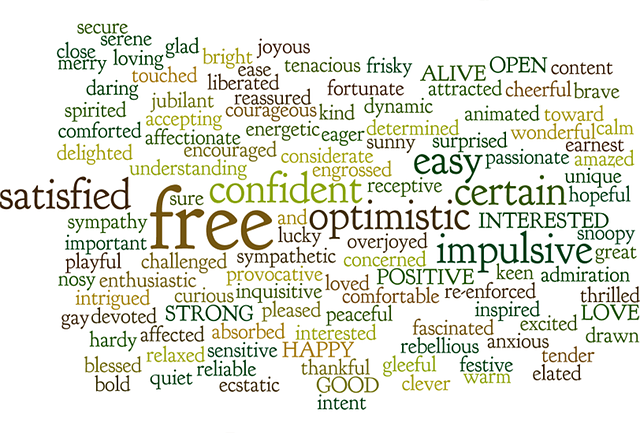 secure
serene glad joyous
close loving bright
merry touched ease tenacious frisky ALIVE OPEN content
daring liberated fortunate attracted cheerful brave
spirited jubilant reassured dynamic animated toward
accepting courageous kind
comforted affectionate energetic eager determined wonderful calm
delighted encouraged considerate sunny surprised earnest
understanding engrossed easy passionate amazed
satisfied sure confident receptive certain unique hopeful
sympathy free and optimistic INTERESTED snoopy
important lucky overjoyed impulsive great
playful challenged sympathetic concerned
nosy enthusiastic provocative loved POSITIVE keen admiration
intrigued curious inquisitive comfortable re-enforced thrilled
gay devoted STRONG pleased peaceful inspired LOVE
hardy affected absorbed interested fascinated excited drawn
relaxed sensitive HAPPY rebellious anxious
blessed reliable thankful gleeful festive tender
bold quiet ecstatic GOOD clever warm elated
intent